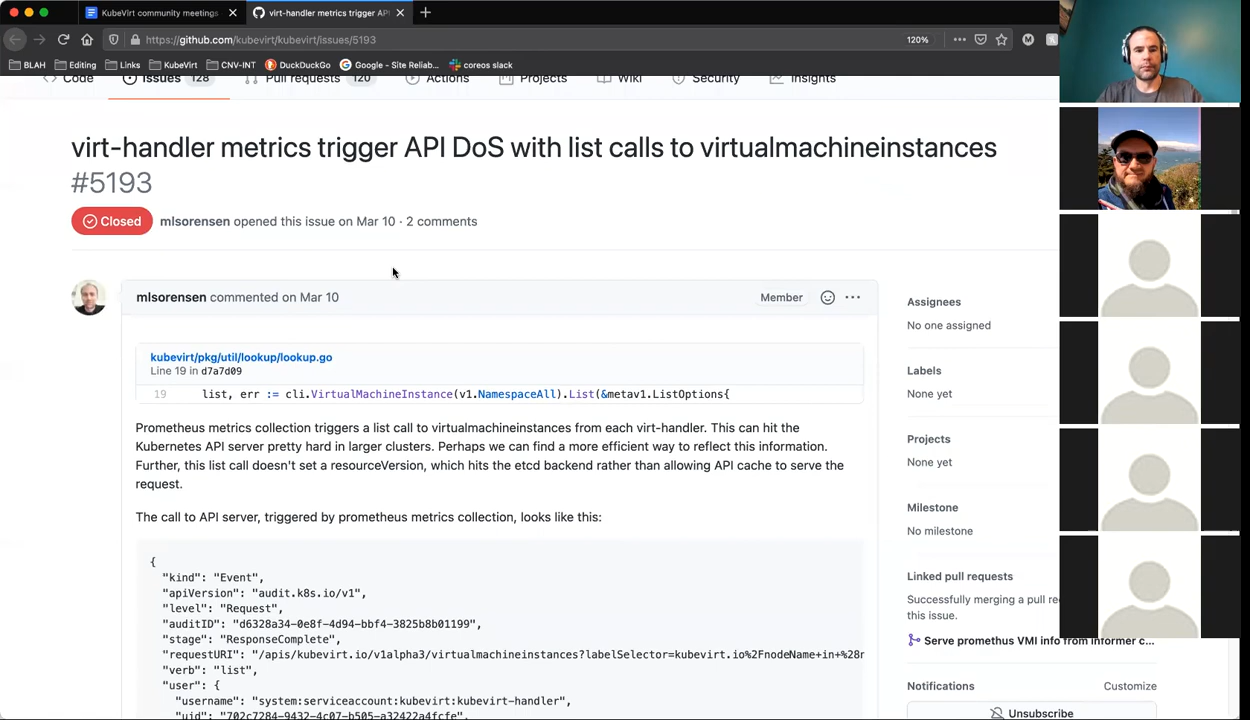 KubeVirt community meetings
virt-handler metrics trigger API
https://github.com/kubevirt/kubevirt/issues/5193
120%
BLAH
Editing
Links
KubeVirt
CNV-INT
DuckDuckGo
Google - Site Reliab...
coreos slack
Code
Issues 128
Pull requests 120
Actions
Projects
Wiki
Security
Insights
virt-handler metrics trigger API DoS with list calls to virtualmachineinstances
#5193
Closed
mlsorensen opened this issue on Mar 10 · 2 comments
mlsorensen commented on Mar 10
Member
kubevirt/pkg/util/lookup/lookup.go
Line 19 in d7a7d09
19 list, err := cli.VirtualMachineInstance(v1.NamespaceAll).List(&metav1.ListOptions{
Prometheus metrics collection triggers a list call to virtualmachineinstances from each virt-handler. This can hit the
Kubernetes API server pretty hard in larger clusters. Perhaps we can find a more efficient way to reflect this information.
Further, this list call doesn't set a resourceVersion, which hits the etcd backend rather than allowing API cache to serve the
request.
The call to API server, triggered by prometheus metrics collection, looks like this:
{
"kind": "Event",
"apiVersion": "audit.k8s.io/v1",
"level": "Request",
"auditID": "d6328a34-0e8f-4d94-bbf4-3825b8b01199",
"stage": "ResponseComplete",
"requestURI": "/apis/kubevirt.io/v1alpha3/virtualmachineinstances?labelSelector=kubevirt.io%2FnodeName+in+%28n
"verb": "list",
"user": {
"username": "system:serviceaccount:kubevirt:kubevirt-handler",
"uid": "702c7284-9432-4c07-b505-a32422a4fcfe",
Assignees
No one assigned
Labels
None yet
Projects
None yet
Milestone
No milestone
Linked pull requests
Successfully merging a pull re
this issue.
Serve promethus VMI info from informer c...
Notifications
Customize
Unsubscribe